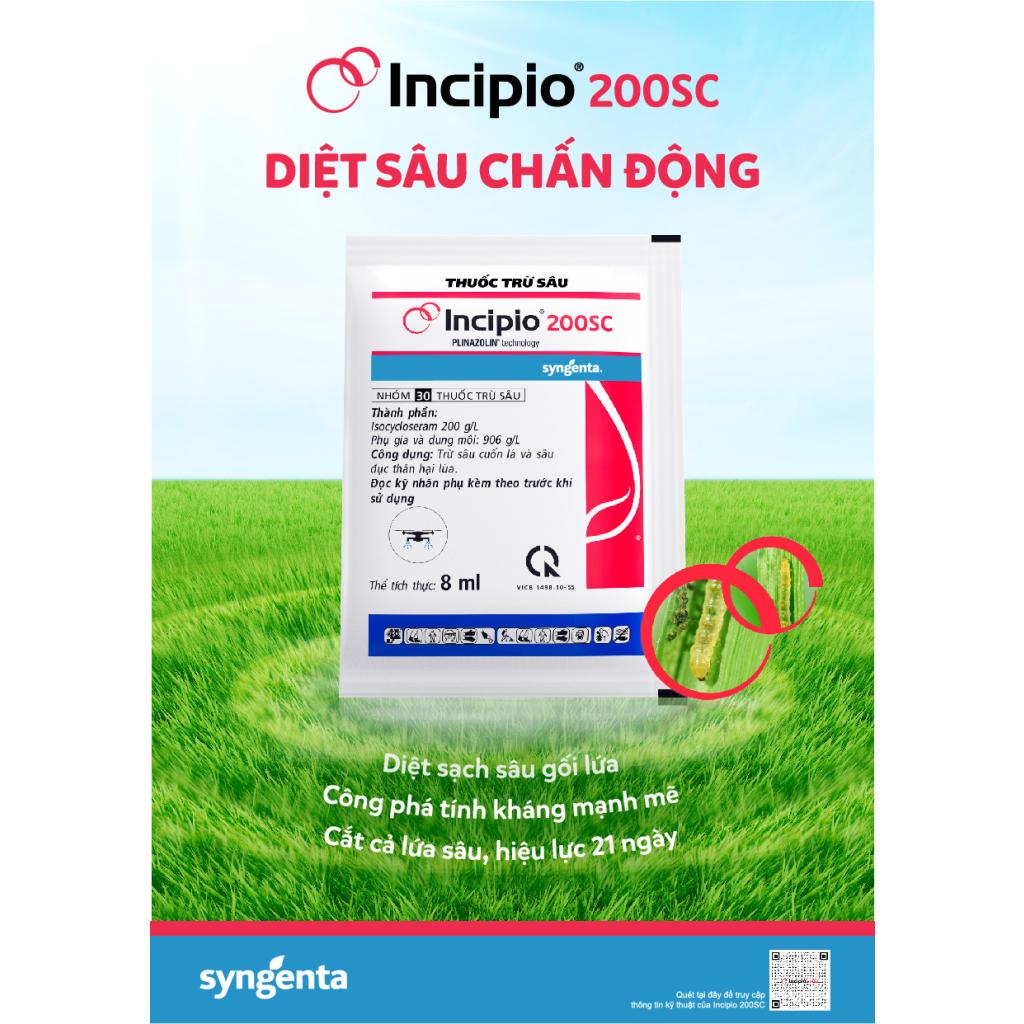 Incipio® 200SC
DIỆT SÂU CHẤN ĐỘNG
THUỐC TRỪ SÂU
Incipio® 200SC
PLINAZOLIN® technology
syngenta.
NHÓM 30 THUỐC TRỪ SÂU
Thành phần:
Isocycloseram 200 g/L
Phụ gia và dung môi: 906 g/L
Công dụng: Trừ sâu cuốn lá và sâu
đục thân hại lúa.
Đọc kỹ nhãn phụ kèm theo trước khi
sử dụng
Thể tích thực: 8 ml
VICB 1498.10-55
Diệt sạch sâu gối lứa
Công phá tính kháng mạnh mẽ
Cắt cả lứa sâu, hiệu lực 21 ngày
syngenta
Quét tại đây để truy cập
thông tin kỹ thuật của Incipio 200SC